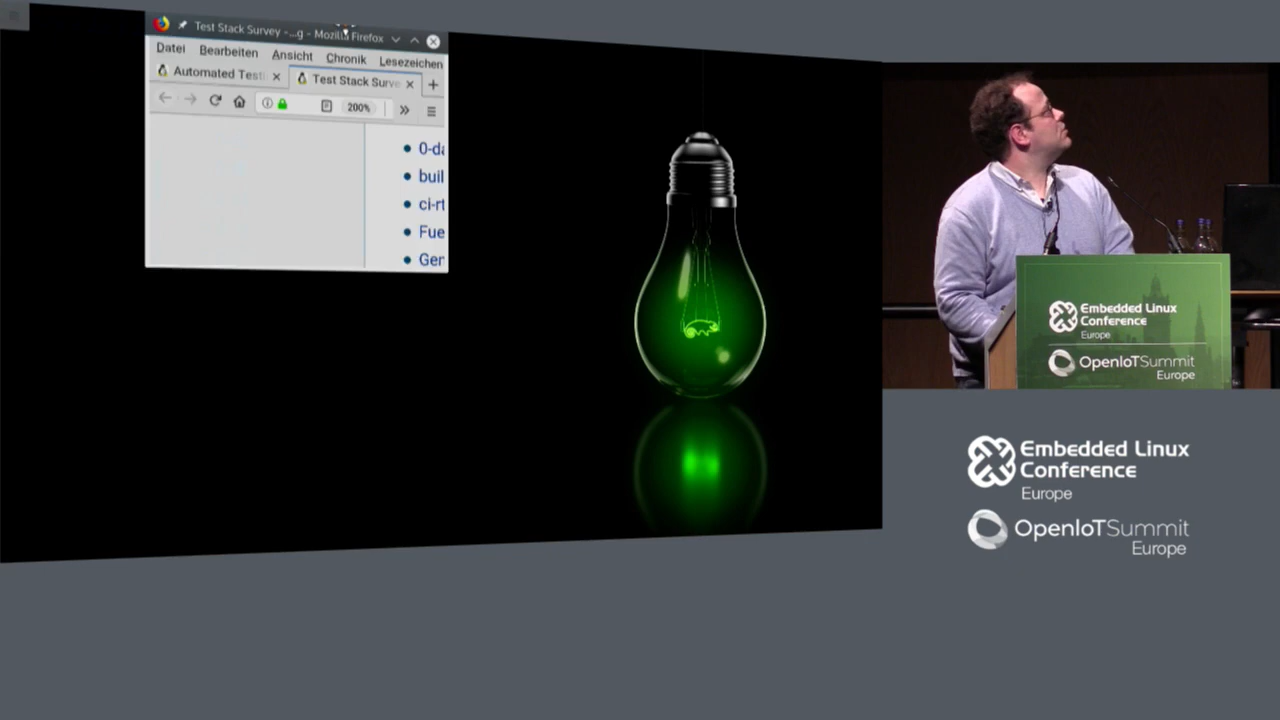 Test Stack Survey -...g - Mozilla Firefox
Datei Bearbeiten Ansicht Chronik Lesezeichen
Automated Testi
Test Stack Surve
200%
0-da
buil
ci-rt
Fue
Ger
Embedded Linux
Conference
Europe
OpenIoTSummit
Europe
Embedded Linux
Conference
Europe
OpenIoTSummit
Europe